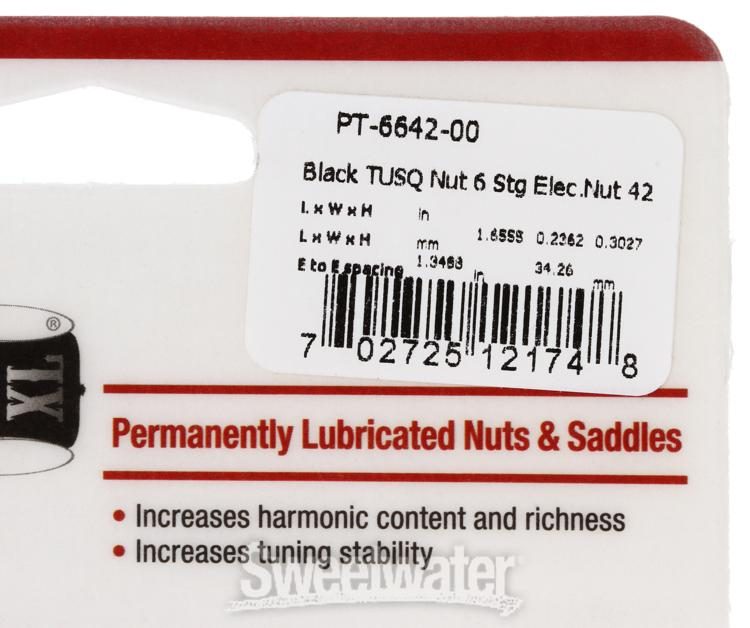 PT-6642-00
Black TUSQ Nut 6 Stg Elec.Nut 42
L x W x H in
L x W x H mm 1.6555 0.2362 0.3027
E to E spacing 1.3488 in 34.26 mm
7 02725 12174 8
®
XL
Permanently Lubricated Nuts & Saddles
• Increases harmonic content and richness
• Increases tuning stability
Sweetwater